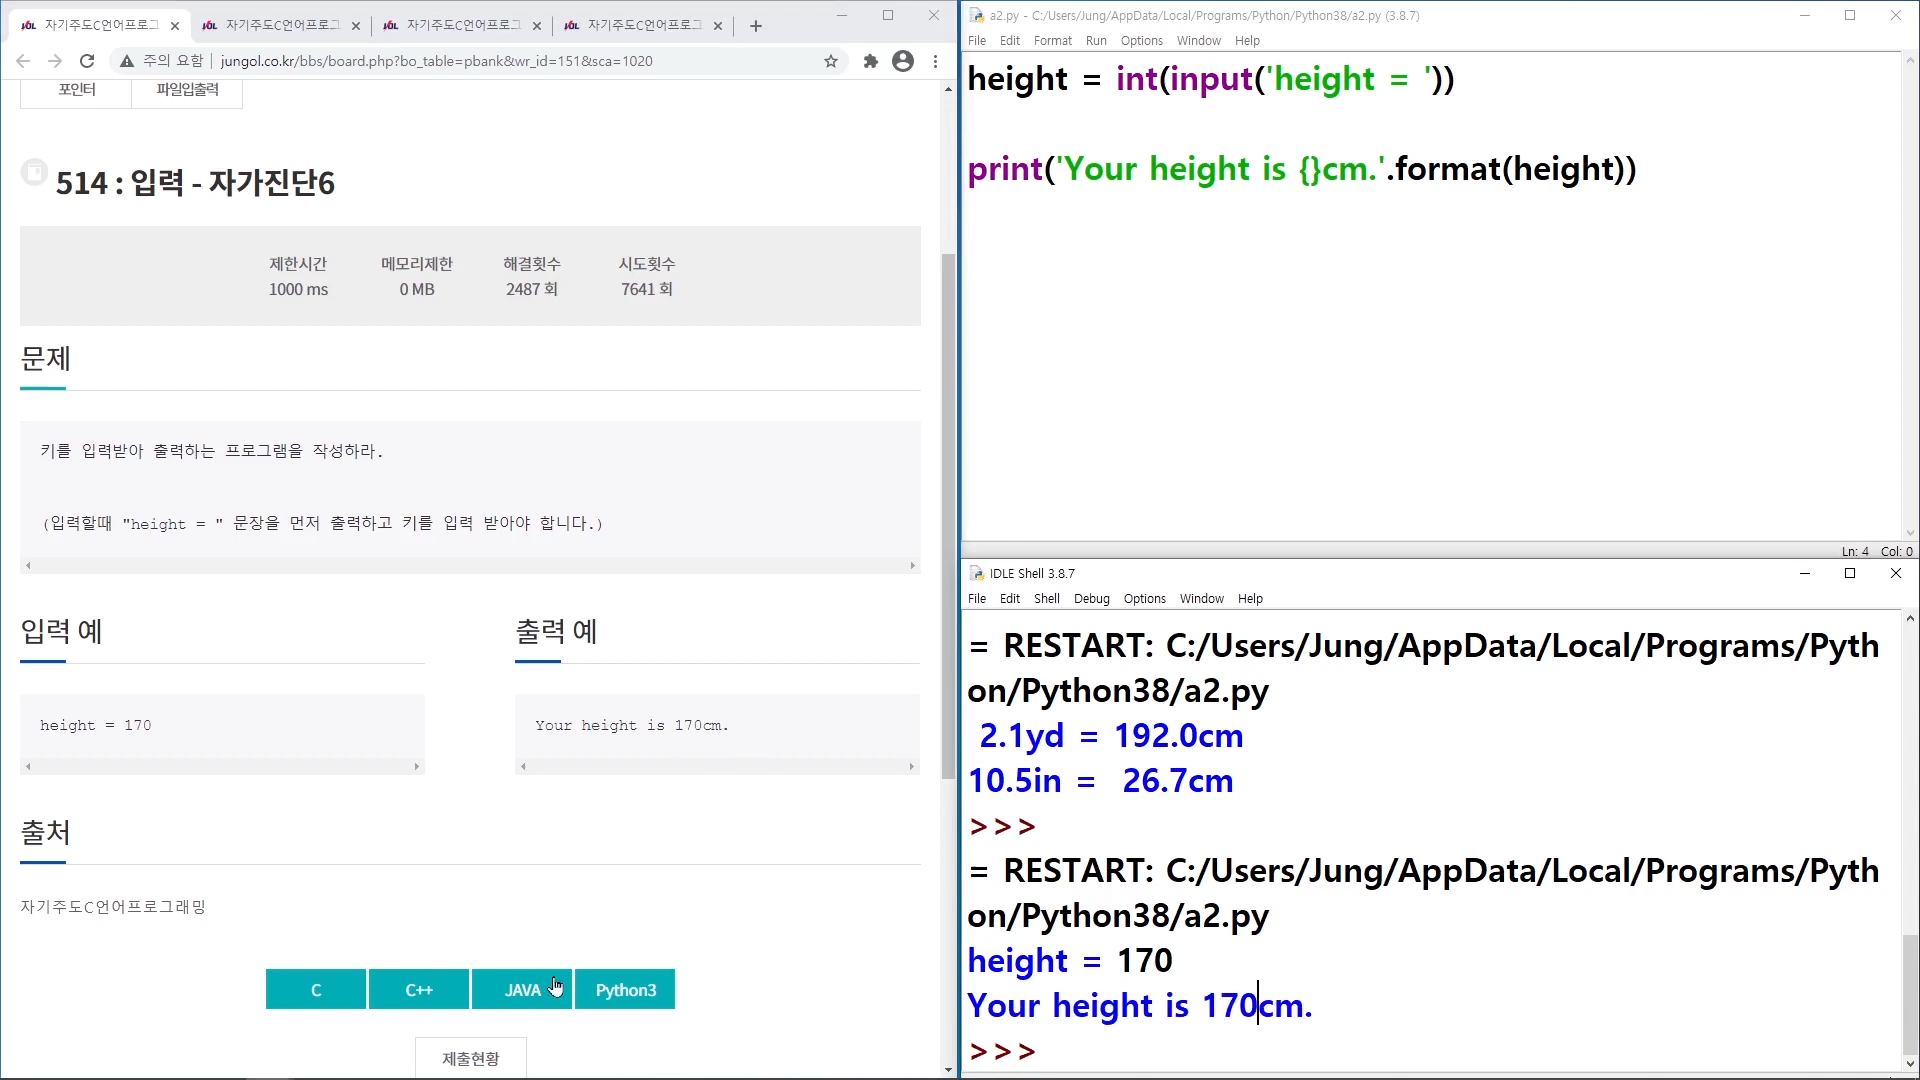 JOL 자기주도C언어프로그
JOL 자기주도C언어프로그
JOL 자기주도C언어프로그
JOL 자기주도C언어프로그
주의 요함 | jungol.co.kr/bbs/board.php?bo_table=pbank&wr_id=151&sca=1020
포인터 파일입출력
514 : 입력 - 자가진단6
제한시간 메모리제한 해결횟수 시도횟수
1000 ms 0 MB 2487 회 7641 회
문제
키를 입력받아 출력하는 프로그램을 작성하라.
(입력할때 "height = " 문장을 먼저 출력하고 키를 입력 받아야 합니다.)
입력 예
height = 170
출력 예
Your height is 170cm.
출처
자기주도C언어프로그래밍
C C++ JAVA Python3
제출현황
a2.py - C:/Users/Jung/AppData/Local/Programs/Python/Python38/a2.py (3.8.7)
File Edit Format Run Options Window Help
height = int(input('height = '))
print('Your height is {}cm.'.format(height))
Ln: 4 Col: 0
IDLE Shell 3.8.7
File Edit Shell Debug Options Window Help
= RESTART: C:/Users/Jung/AppData/Local/Programs/Pyth
on/Python38/a2.py
2.1yd = 192.0cm
10.5in = 26.7cm
>>>
= RESTART: C:/Users/Jung/AppData/Local/Programs/Pyth
on/Python38/a2.py
height = 170
Your height is 170cm.
>>>